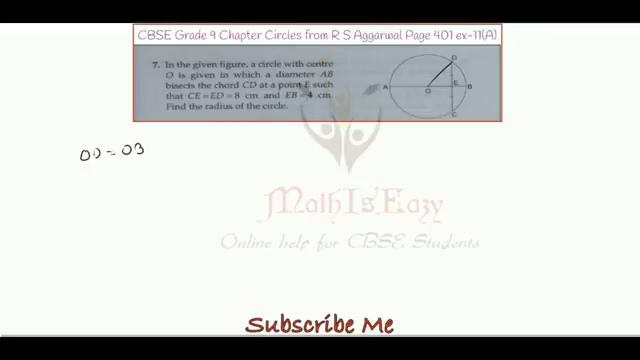 CBSE Grade 9 Chapter Circles from R S Aggarwal Page 401 ex-11(A)
7. In the given figure, a circle with centre
O is given in which a diameter AB
bisects the chord CD at a point E such
that CE = ED = 8 cm and EB = 4 cm.
Find the radius of the circle.
D
A
E
B
O
C
OD = OB
MathIsEazy
Online help for CBSE Students
Subscribe Me